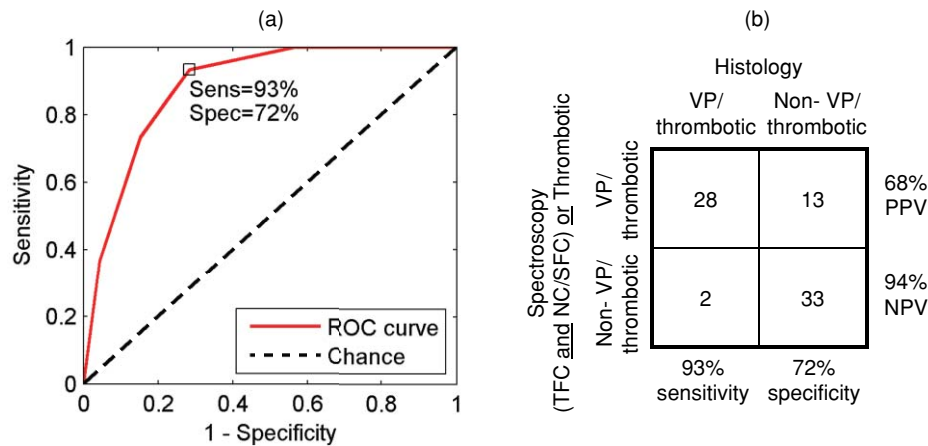 (a)
1
0.8
0.6
0.4
0.2
0
0
0.2
0.4
0.6
0.8
1
Sensitivity
1 - Specificity
Sens=93%
Spec=72%
ROC curve
Chance
(b)
Histology
VP/
thrombotic
Non- VP/
thrombotic
Spectroscopy
(TFC and NC/SFC) or Thrombotic
VP/
thrombotic
28
13
68%
PPV
Non- VP/
thrombotic
2
33
94%
NPV
93%
sensitivity
72%
specificity